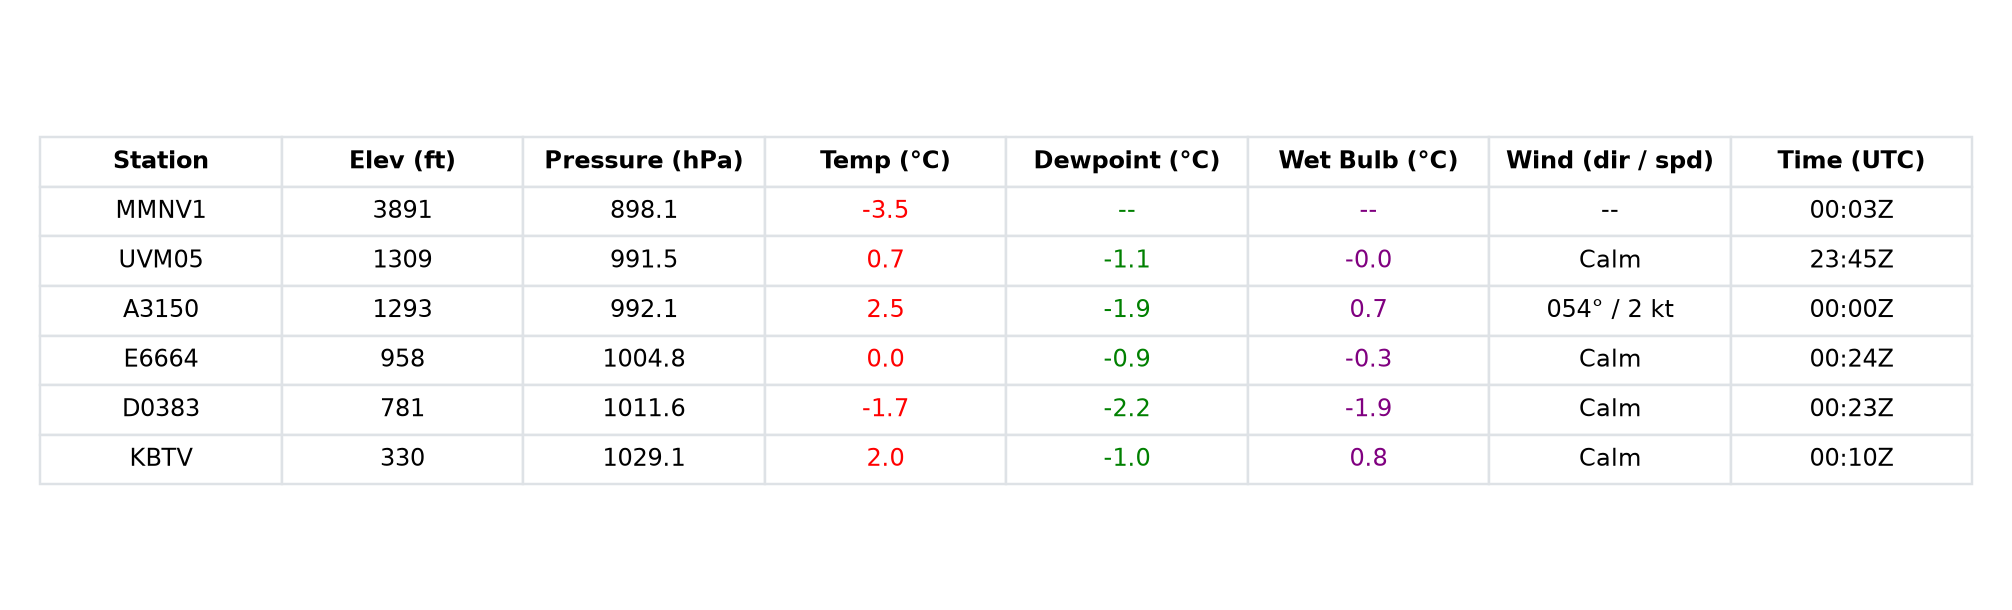 Station Elev (ft) Pressure (hPa) Temp (°C) Dewpoint (°C) Wet Bulb (°C) Wind (dir / spd) Time (UTC)
MMNV1 3891 898.1 -3.5 -- -- -- 00:03Z
UVM05 1309 991.5 0.7 -1.1 -0.0 Calm 23:45Z
A3150 1293 992.1 2.5 -1.9 0.7 054° / 2 kt 00:00Z
E6664 958 1004.8 0.0 -0.9 -0.3 Calm 00:24Z
D0383 781 1011.6 -1.7 -2.2 -1.9 Calm 00:23Z
KBTV 330 1029.1 2.0 -1.0 0.8 Calm 00:10Z